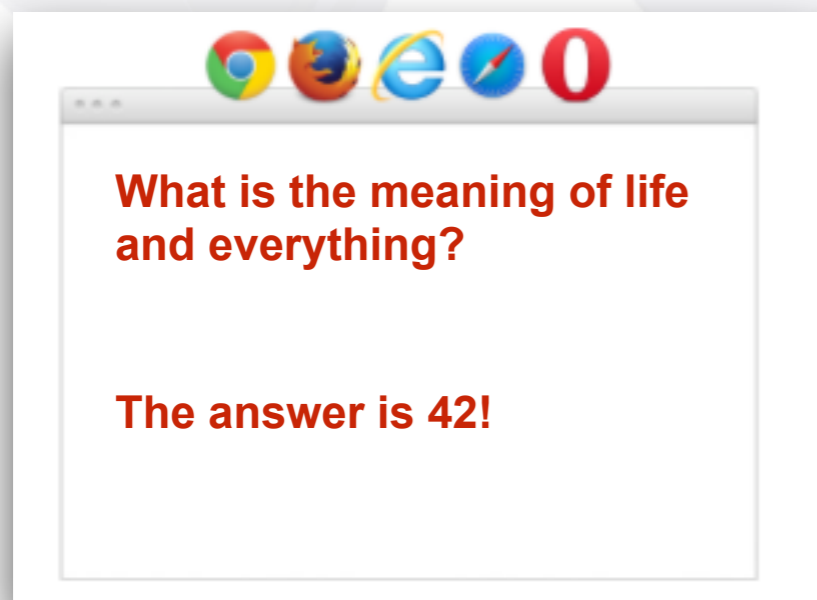 What is the meaning of life
and everything?
The answer is 42!